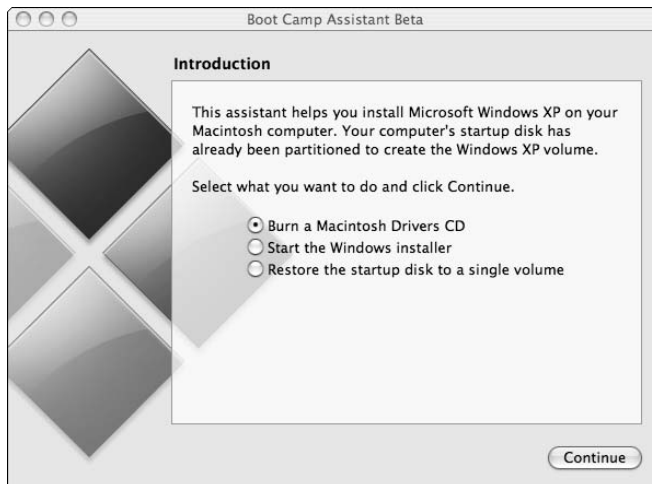 Boot Camp Assistant Beta
Introduction
This assistant helps you install Microsoft Windows XP on your
Macintosh computer. Your computer's startup disk has
already been partitioned to create the Windows XP volume.
Select what you want to do and click Continue.
Burn a Macintosh Drivers CD
Start the Windows installer
Restore the startup disk to a single volume
Continue